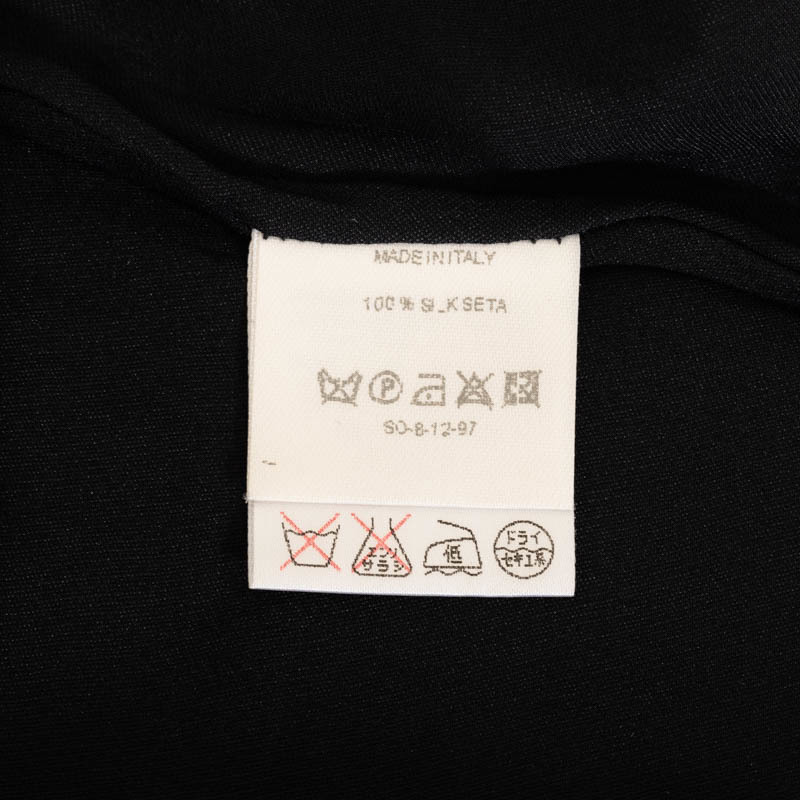 MADE IN ITALY
100% SILK SETA
P
SO-8-12-97
エンソ
サラシ
低
ドライ
セキユ系